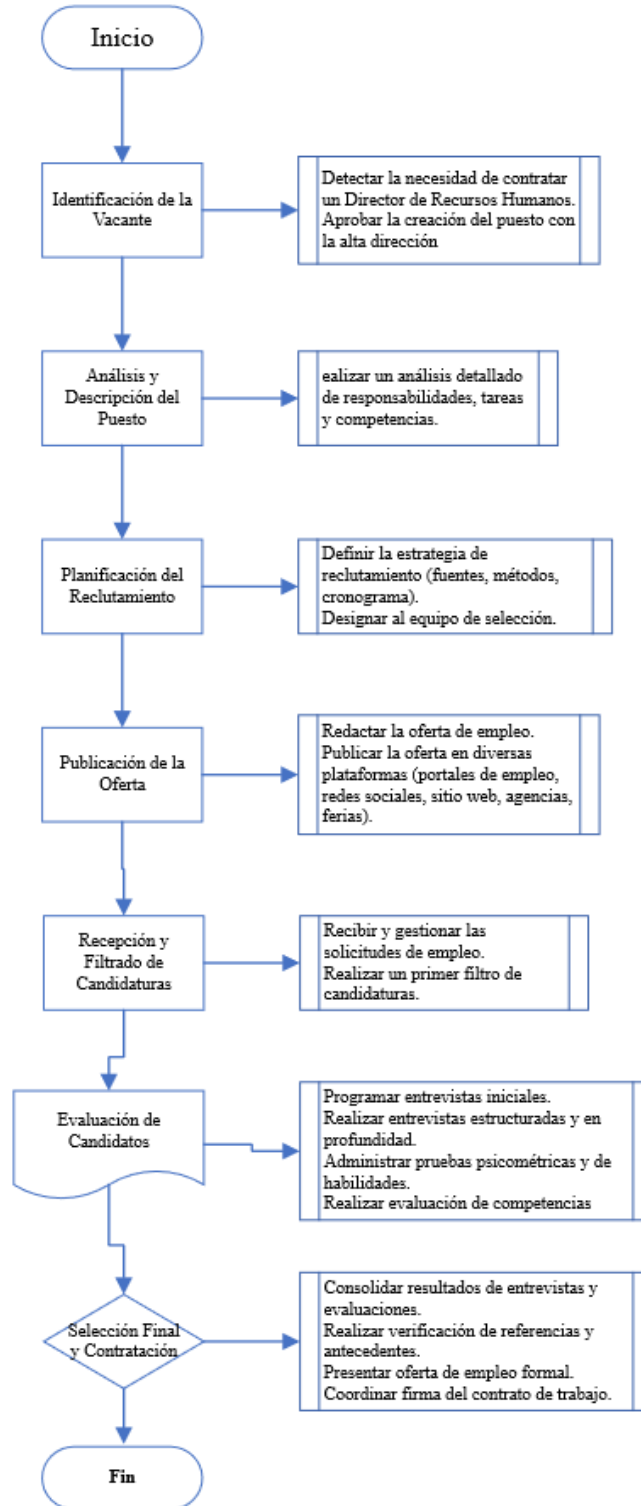 Inicio
Identificación de la
Vacante
Detectar la necesidad de contratar
un Director de Recursos Humanos.
Aprobar la creación del puesto con
la alta dirección
Análisis y
Descripción del
Puesto
ealizar un análisis detallado
de responsabilidades, tareas
y competencias.
Planificación del
Reclutamiento
Definir la estrategia de
reclutamiento (fuentes, métodos,
cronograma).
Designar al equipo de selección.
Publicación de la
Oferta
Redactar la oferta de empleo.
Publicar la oferta en diversas
plataformas (portales de empleo,
redes sociales, sitio web, agencias,
ferias).
Recepción y
Filtrado de
Candidaturas
Recibir y gestionar las
solicitudes de empleo.
Realizar un primer filtro de
candidaturas.
Evaluación de
Candidatos
Programar entrevistas iniciales.
Realizar entrevistas estructuradas y en
profundidad.
Administrar pruebas psicométricas y de
habilidades.
Realizar evaluación de competencias
Selección Final
y Contratación
Consolidar resultados de entrevistas y
evaluaciones.
Realizar verificación de referencias y
antecedentes.
Presentar oferta de empleo formal.
Coordinar firma del contrato de trabajo.
Fin